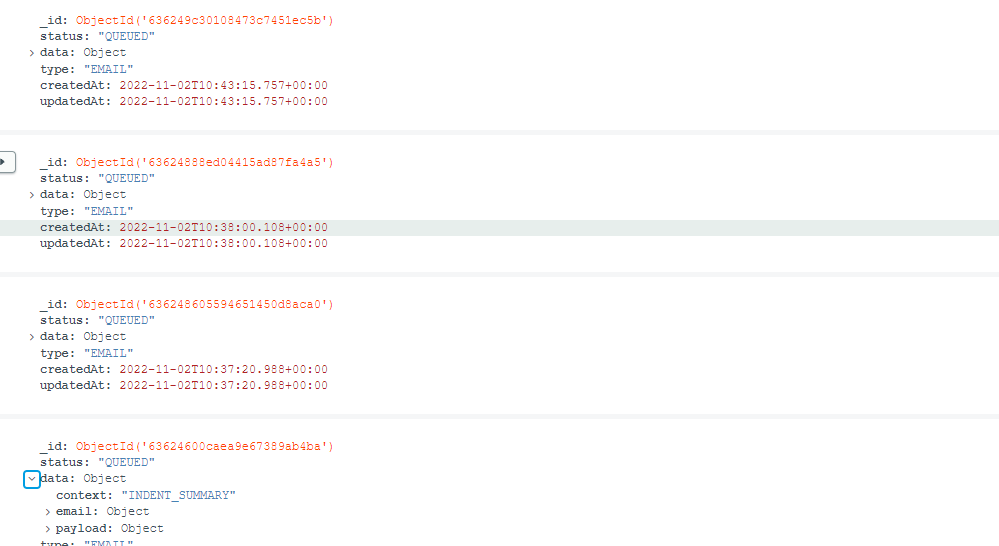 _id: ObjectId('636249c30108473c7451ec5b')
status: "QUEUED"
data: Object
type: "EMAIL"
createdAt: 2022-11-02T10:43:15.757+00:00
updatedAt: 2022-11-02T10:43:15.757+00:00
_id: ObjectId('63624888ed04415ad87fa4a5')
status: "QUEUED"
data: Object
type: "EMAIL"
createdAt: 2022-11-02T10:38:00.108+00:00
updatedAt: 2022-11-02T10:38:00.108+00:00
_id: ObjectId('636248605594651450d8aca0')
status: "QUEUED"
data: Object
type: "EMAIL"
createdAt: 2022-11-02T10:37:20.988+00:00
updatedAt: 2022-11-02T10:37:20.988+00:00
_id: ObjectId('63624600caea9e67389ab4ba')
status: "QUEUED"
data: Object
context: "INDENT_SUMMARY"
email: Object
payload: Object
type: "EMAIL"